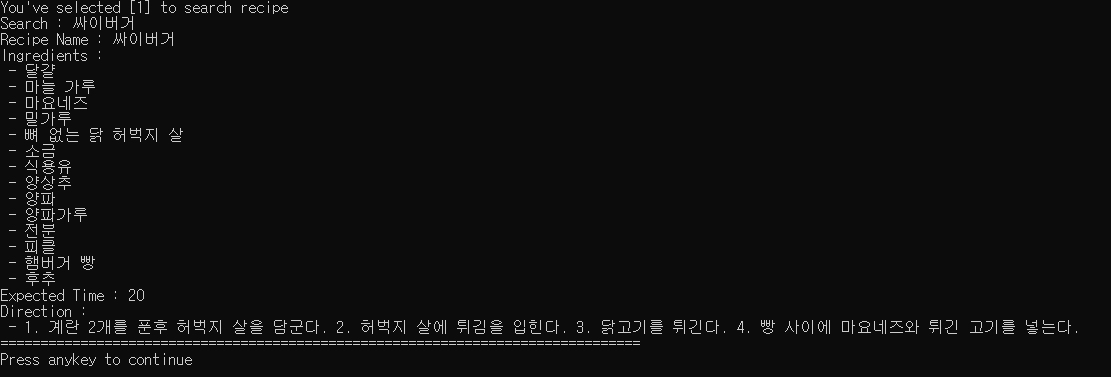 You've selected [1] to search recipe
Search : 싸이버거
Recipe Name : 싸이버거
Ingredients :
- 달걀
- 마늘 가루
- 마요네즈
- 밀가루
- 뼈 없는 닭 허벅지 살
- 소금
- 식용유
- 양상추
- 양파
- 양파가루
- 전분
- 피클
- 햄버거 빵
- 후추
Expected Time : 20
Direction :
- 1. 계란 2개를 푼후 허벅지 살을 담군다. 2. 허벅지 살에 튀김을 입힌다. 3. 닭고기를 튀긴다. 4. 빵 사이에 마요네즈와 튀긴 고기를 넣는다.
================================================================================
Press anykey to continue